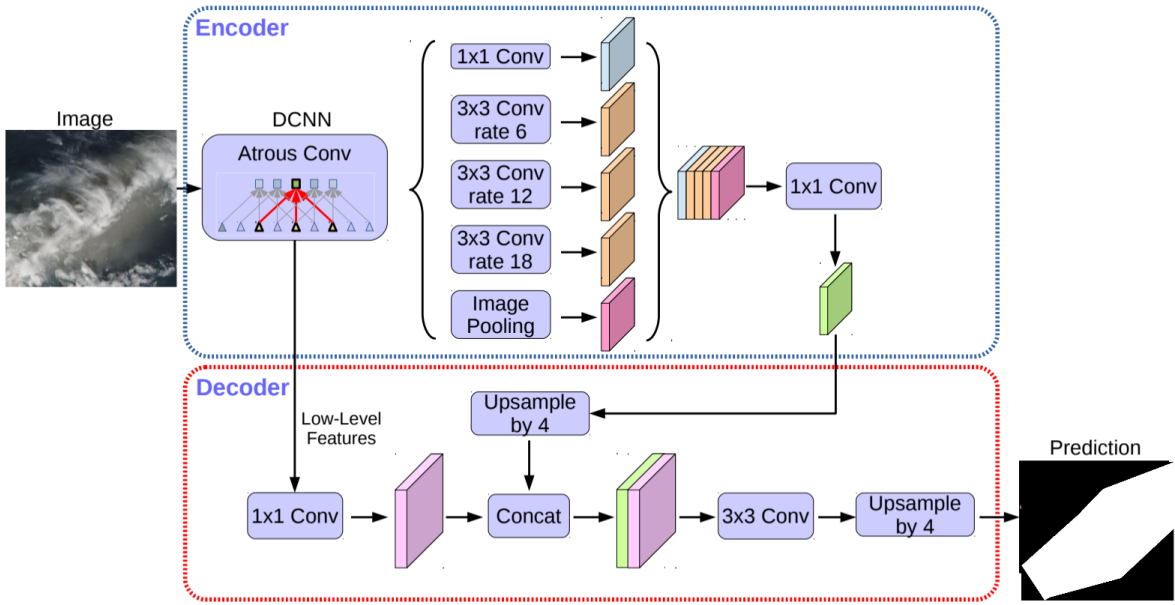 Encoder
Image
DCNN
Atrous Conv
1x1 Conv
3x3 Conv
rate 6
3x3 Conv
rate 12
3x3 Conv
rate 18
Image
Pooling
1x1 Conv
Decoder
Low-Level
Features
Upsample
by 4
1x1 Conv
Concat
3x3 Conv
Upsample
by 4
Prediction